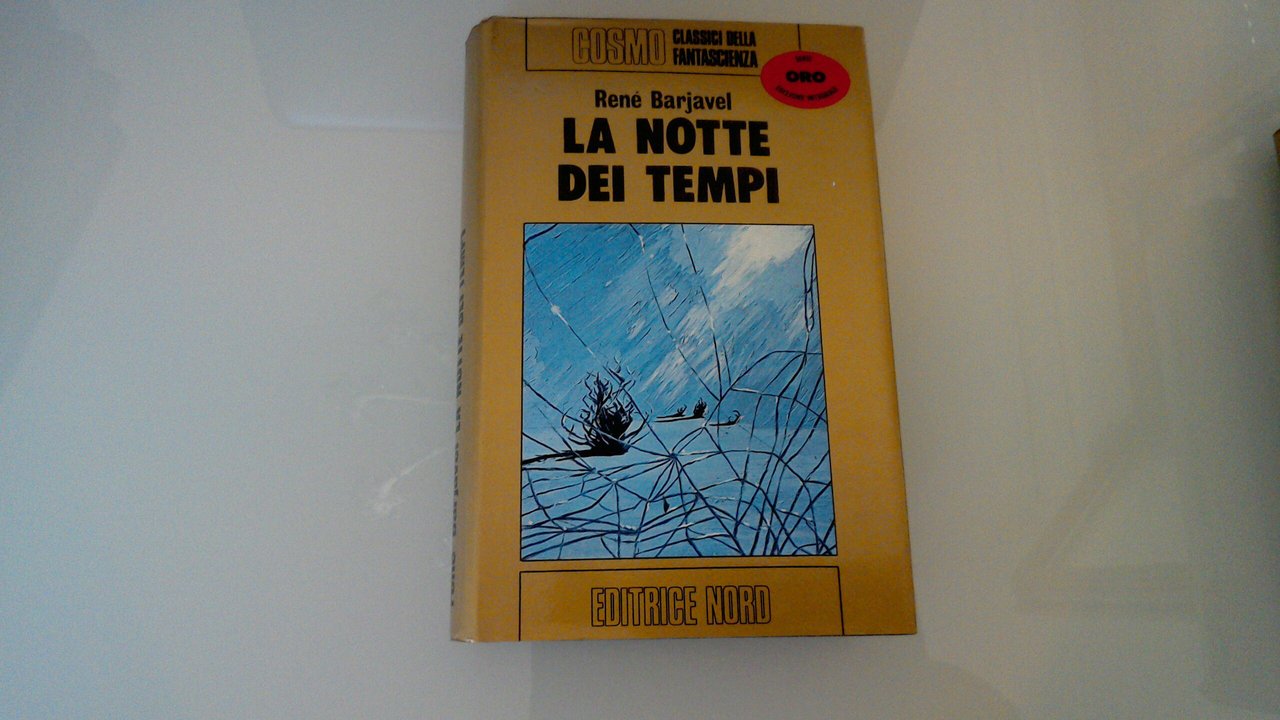 COSMO
CLASSICI DELLA
FANTASCIENZA
ORO
René Barjavel
LA NOTTE
DEI TEMPI
EDITRICE NORD